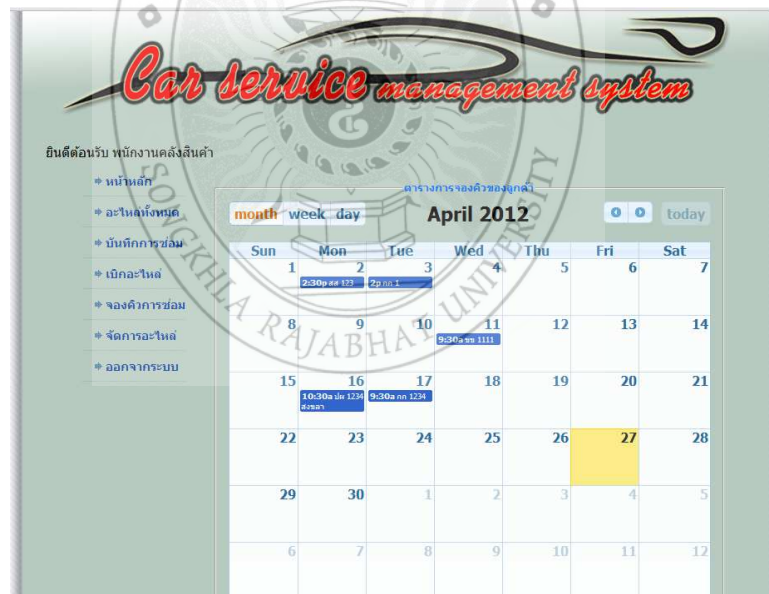 Car service management system
ยินดีต้อนรับ พนักงานคลังสินค้า
หน้าหลัก
อะไหล่ทั้งหมด
บันทึกการซ่อม
เบิกอะไหล่
จองคิวการซ่อม
จัดการอะไหล่
ออกจากระบบ
ตารางการจองคิวของลูกค้า
month week day April 2012 today
Sun Mon Tue Wed Thu Fri Sat
1 2 3 4 5 6 7
2:30p สส 123 2p กก 1
8 9 10 11 12 13 14
9:30a ขข 1111
15 16 17 18 19 20 21
10:30a ปผ 1234 9:30a กก 1234
สงขลา
22 23 24 25 26 27 28
29 30 1 2 3 4 5
6 7 8 9 10 11 12
SONGKHLA RAJABHAT UNIVERSITY